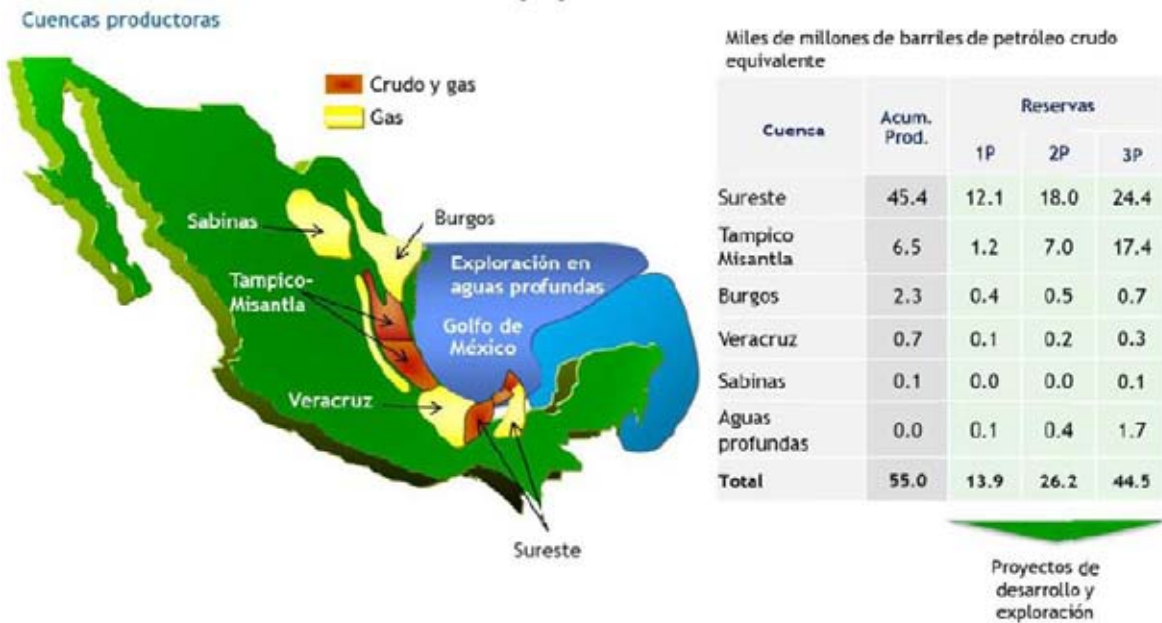 Cuencas productoras
Crudo y gas
Gas
Sabinas
Burgos
Tampico-
Misantla
Exploración en
aguas profundas
Golfo de
México
Veracruz
Sureste
Miles de millones de barriles de petróleo crudo
equivalente
Cuenca Acum. Prod. Reservas
1P 2P 3P
Sureste 45.4 12.1 18.0 24.4
Tampico
Misantla 6.5 1.2 7.0 17.4
Burgos 2.3 0.4 0.5 0.7
Veracruz 0.7 0.1 0.2 0.3
Sabinas 0.1 0.0 0.0 0.1
Aguas
profundas 0.0 0.1 0.4 1.7
Total 55.0 13.9 26.2 44.5
Proyectos de
desarrollo y
exploración